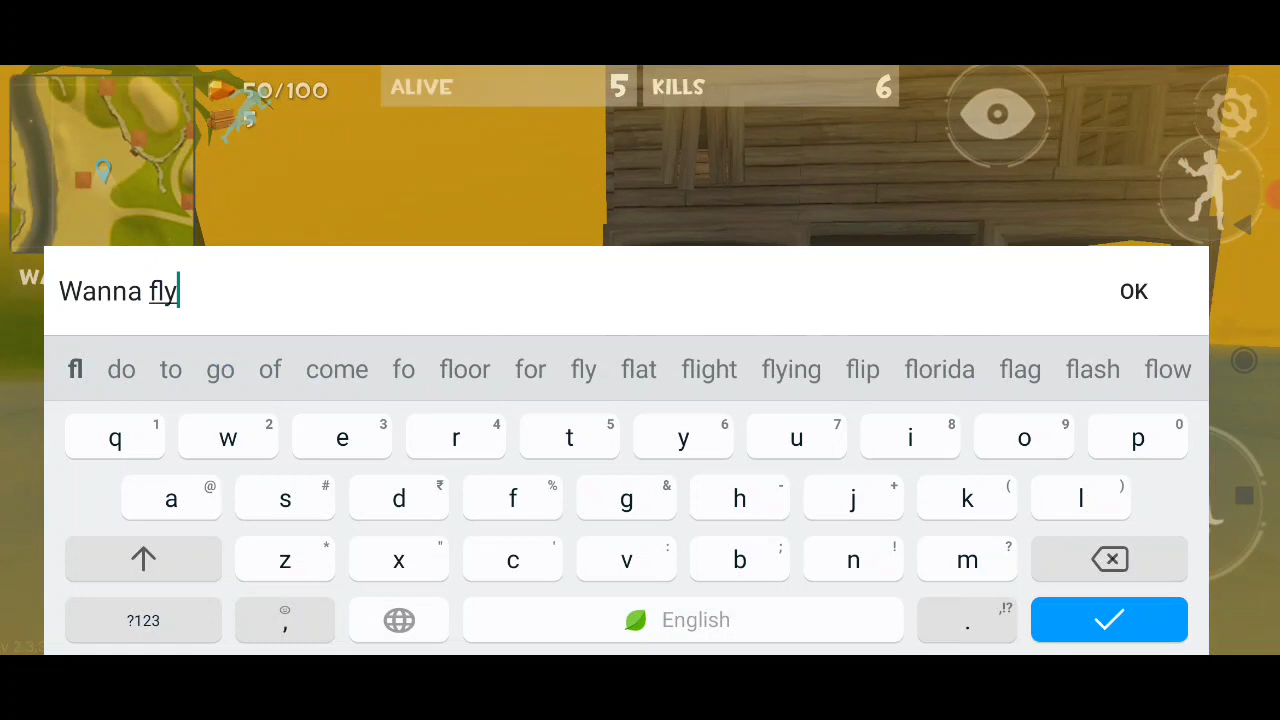 50/100
5
ALIVE 5 KILLS 6
Wanna fly
OK
fl do to go of come fo floor for fly flat flight flying flip florida flag flash flow
q 1 w 2 e 3 r 4 t 5 y 6 u 7 i 8 o 9 p 0
a @ s # d ₹ f % g & h - j + k ( l )
z * x " c ' v : b ; n ! m ?
?123 , English . ,!?